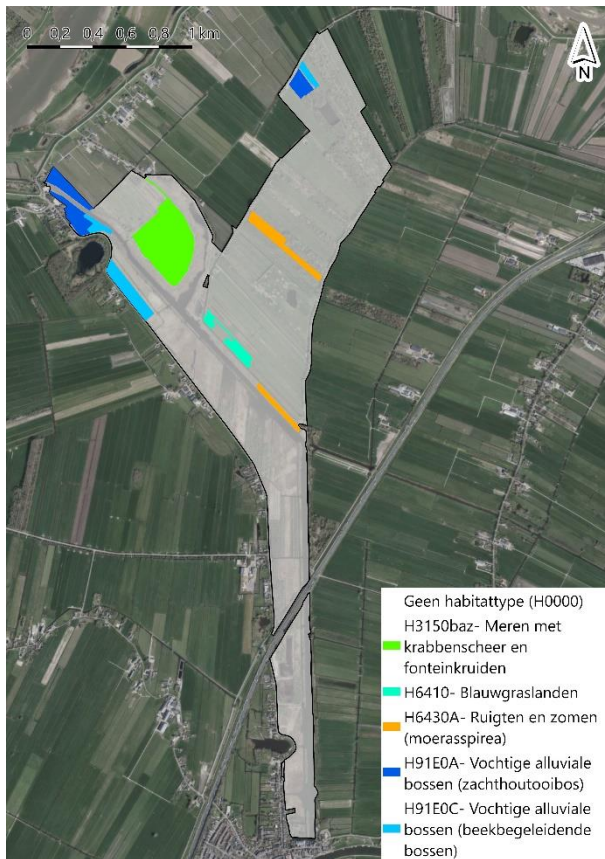 0 0,2 0,4 0,6 0,8 1km
N
Geen habitattype (H0000)
H3150baz- Meren met
krabbenscheer en
fonteinkruiden
H6410- Blauwgraslanden
H6430A- Ruigten en zomen
(moerasspirea)
H91E0A- Vochtige alluviale
bossen (zachthoutooibos)
H91E0C- Vochtige alluviale
bossen (beekbegeleidende
bossen)